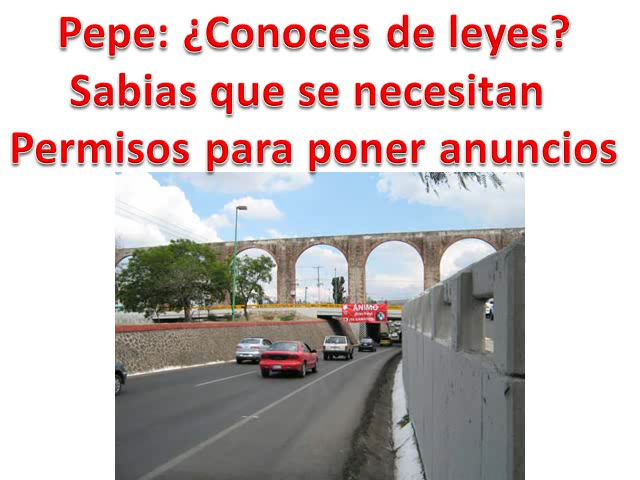 Pepe: ¿Conoces de leyes?
Sabias que se necesitan
Permisos para poner anuncios
ANIMO